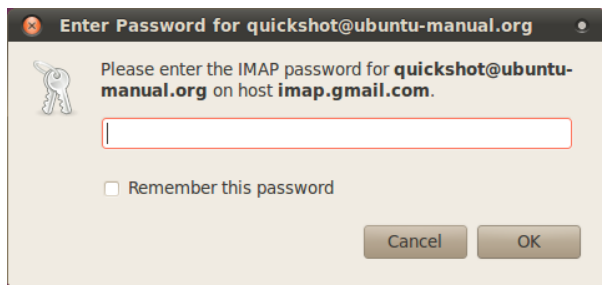 Enter Password for quickshot@ubuntu-manual.org
Please enter the IMAP password for quickshot@ubuntu-
manual.org on host imap.gmail.com.
Remember this password
Cancel OK